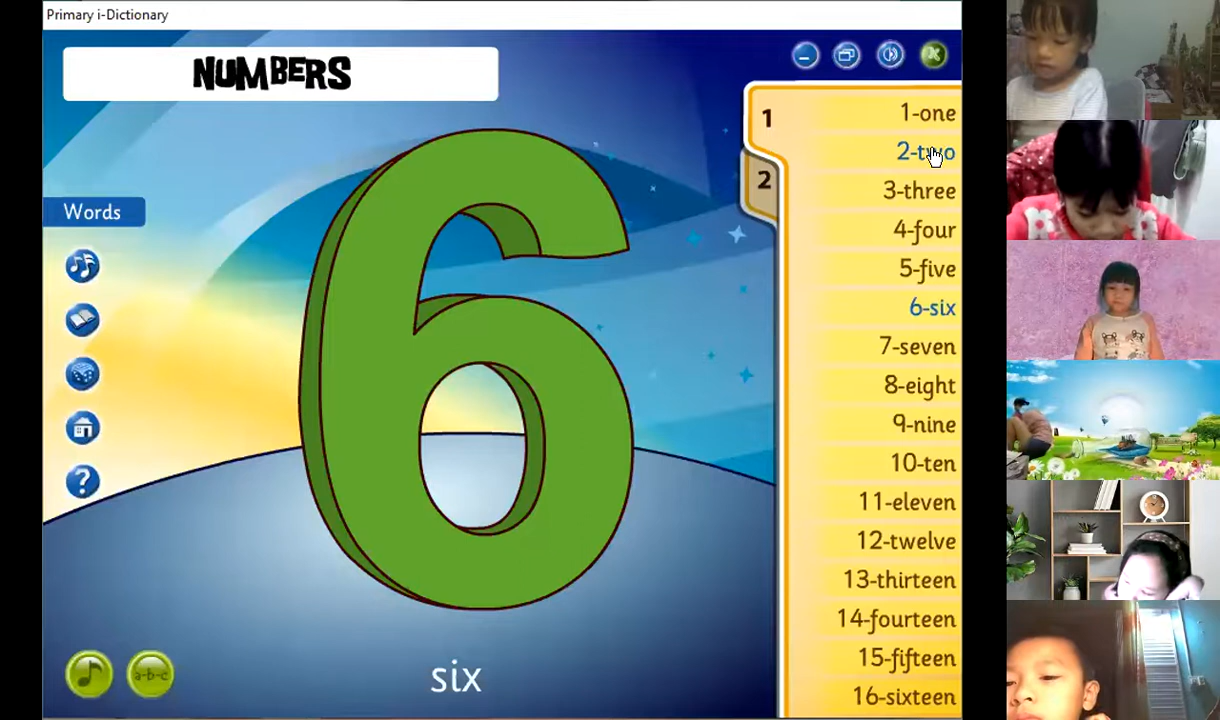 Primary i-Dictionary
NUMBERS
Words
six
a-b-c
1
2
1-one
2-two
3-three
4-four
5-five
6-six
7-seven
8-eight
9-nine
10-ten
11-eleven
12-twelve
13-thirteen
14-fourteen
15-fifteen
16-sixteen
6
?